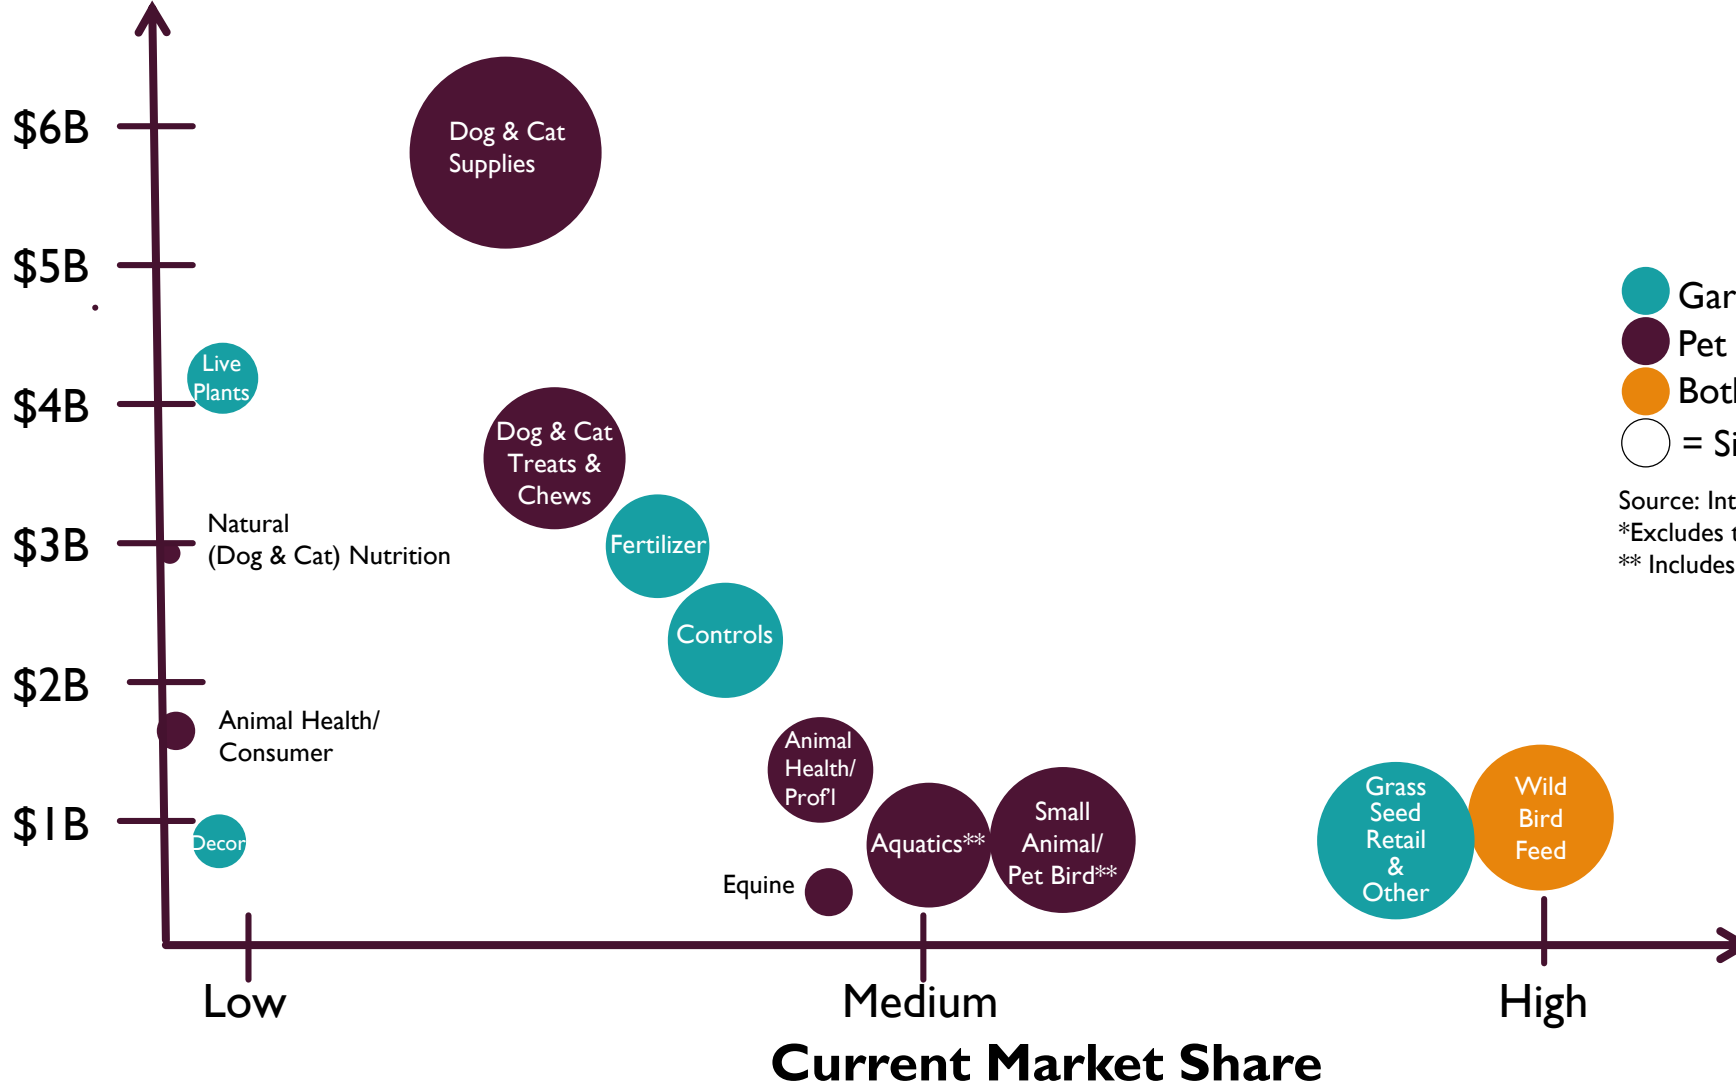 $6B
$5B
$4B
$3B
$2B
$1B
Dog & Cat
Supplies
Live
Plants
Dog & Cat
Treats &
Chews
Natural
(Dog & Cat) Nutrition
Fertilizer
Controls
Animal Health/
Consumer
Animal
Health/
Prof'l
Decor
Equine
Aquatics**
Small
Animal/
Pet Bird**
Grass
Seed
Retail
&
Other
Wild
Bird
Feed
Gar
Pet
Both
= Si
Source: Int
*Excludes t
** Includes
Low
Medium
High
Current Market Share